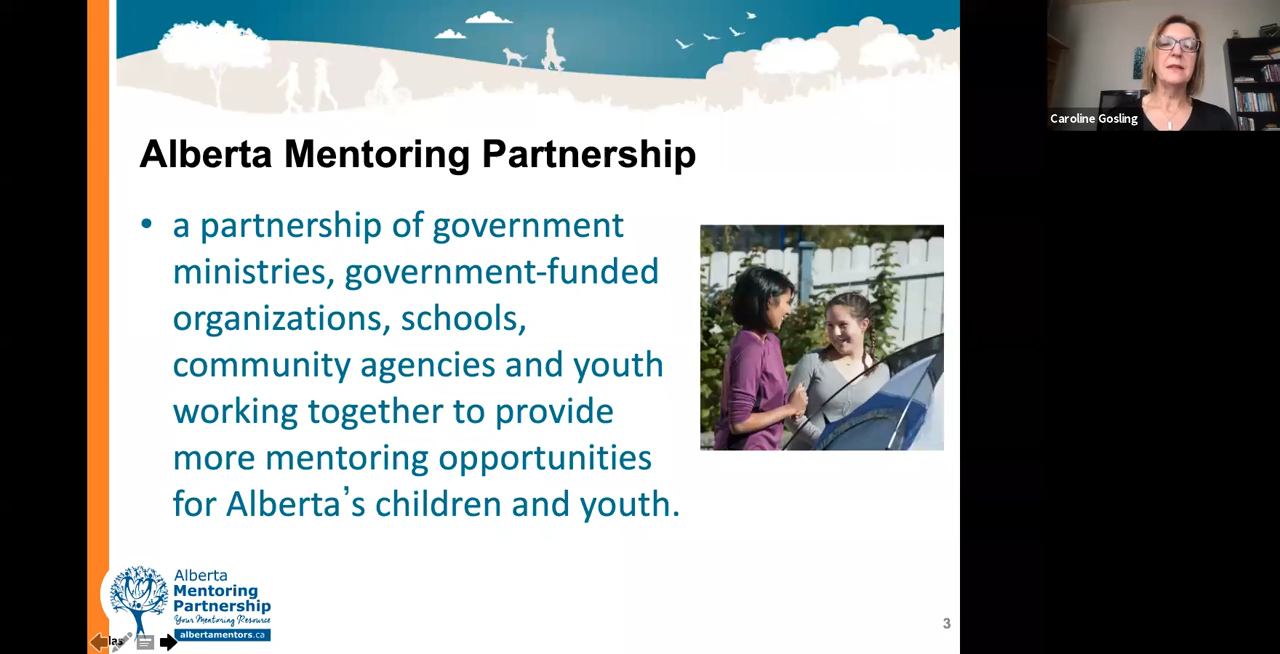 Caroline Gosling
Alberta Mentoring Partnership
• a partnership of government
ministries, government-funded
organizations, schools,
community agencies and youth
working together to provide
more mentoring opportunities
for Alberta’s children and youth.
Alberta
Mentoring
Partnership
Your Mentoring Resource
albertamentors.ca
3